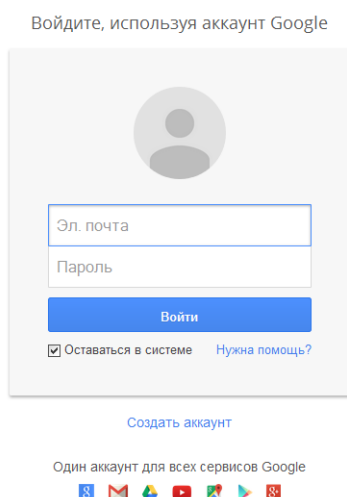 Войдите, используя аккаунт Google
Эл. почта
Пароль
Войти
Оставаться в системе Нужна помощь?
Создать аккаунт
Один аккаунт для всех сервисов Google